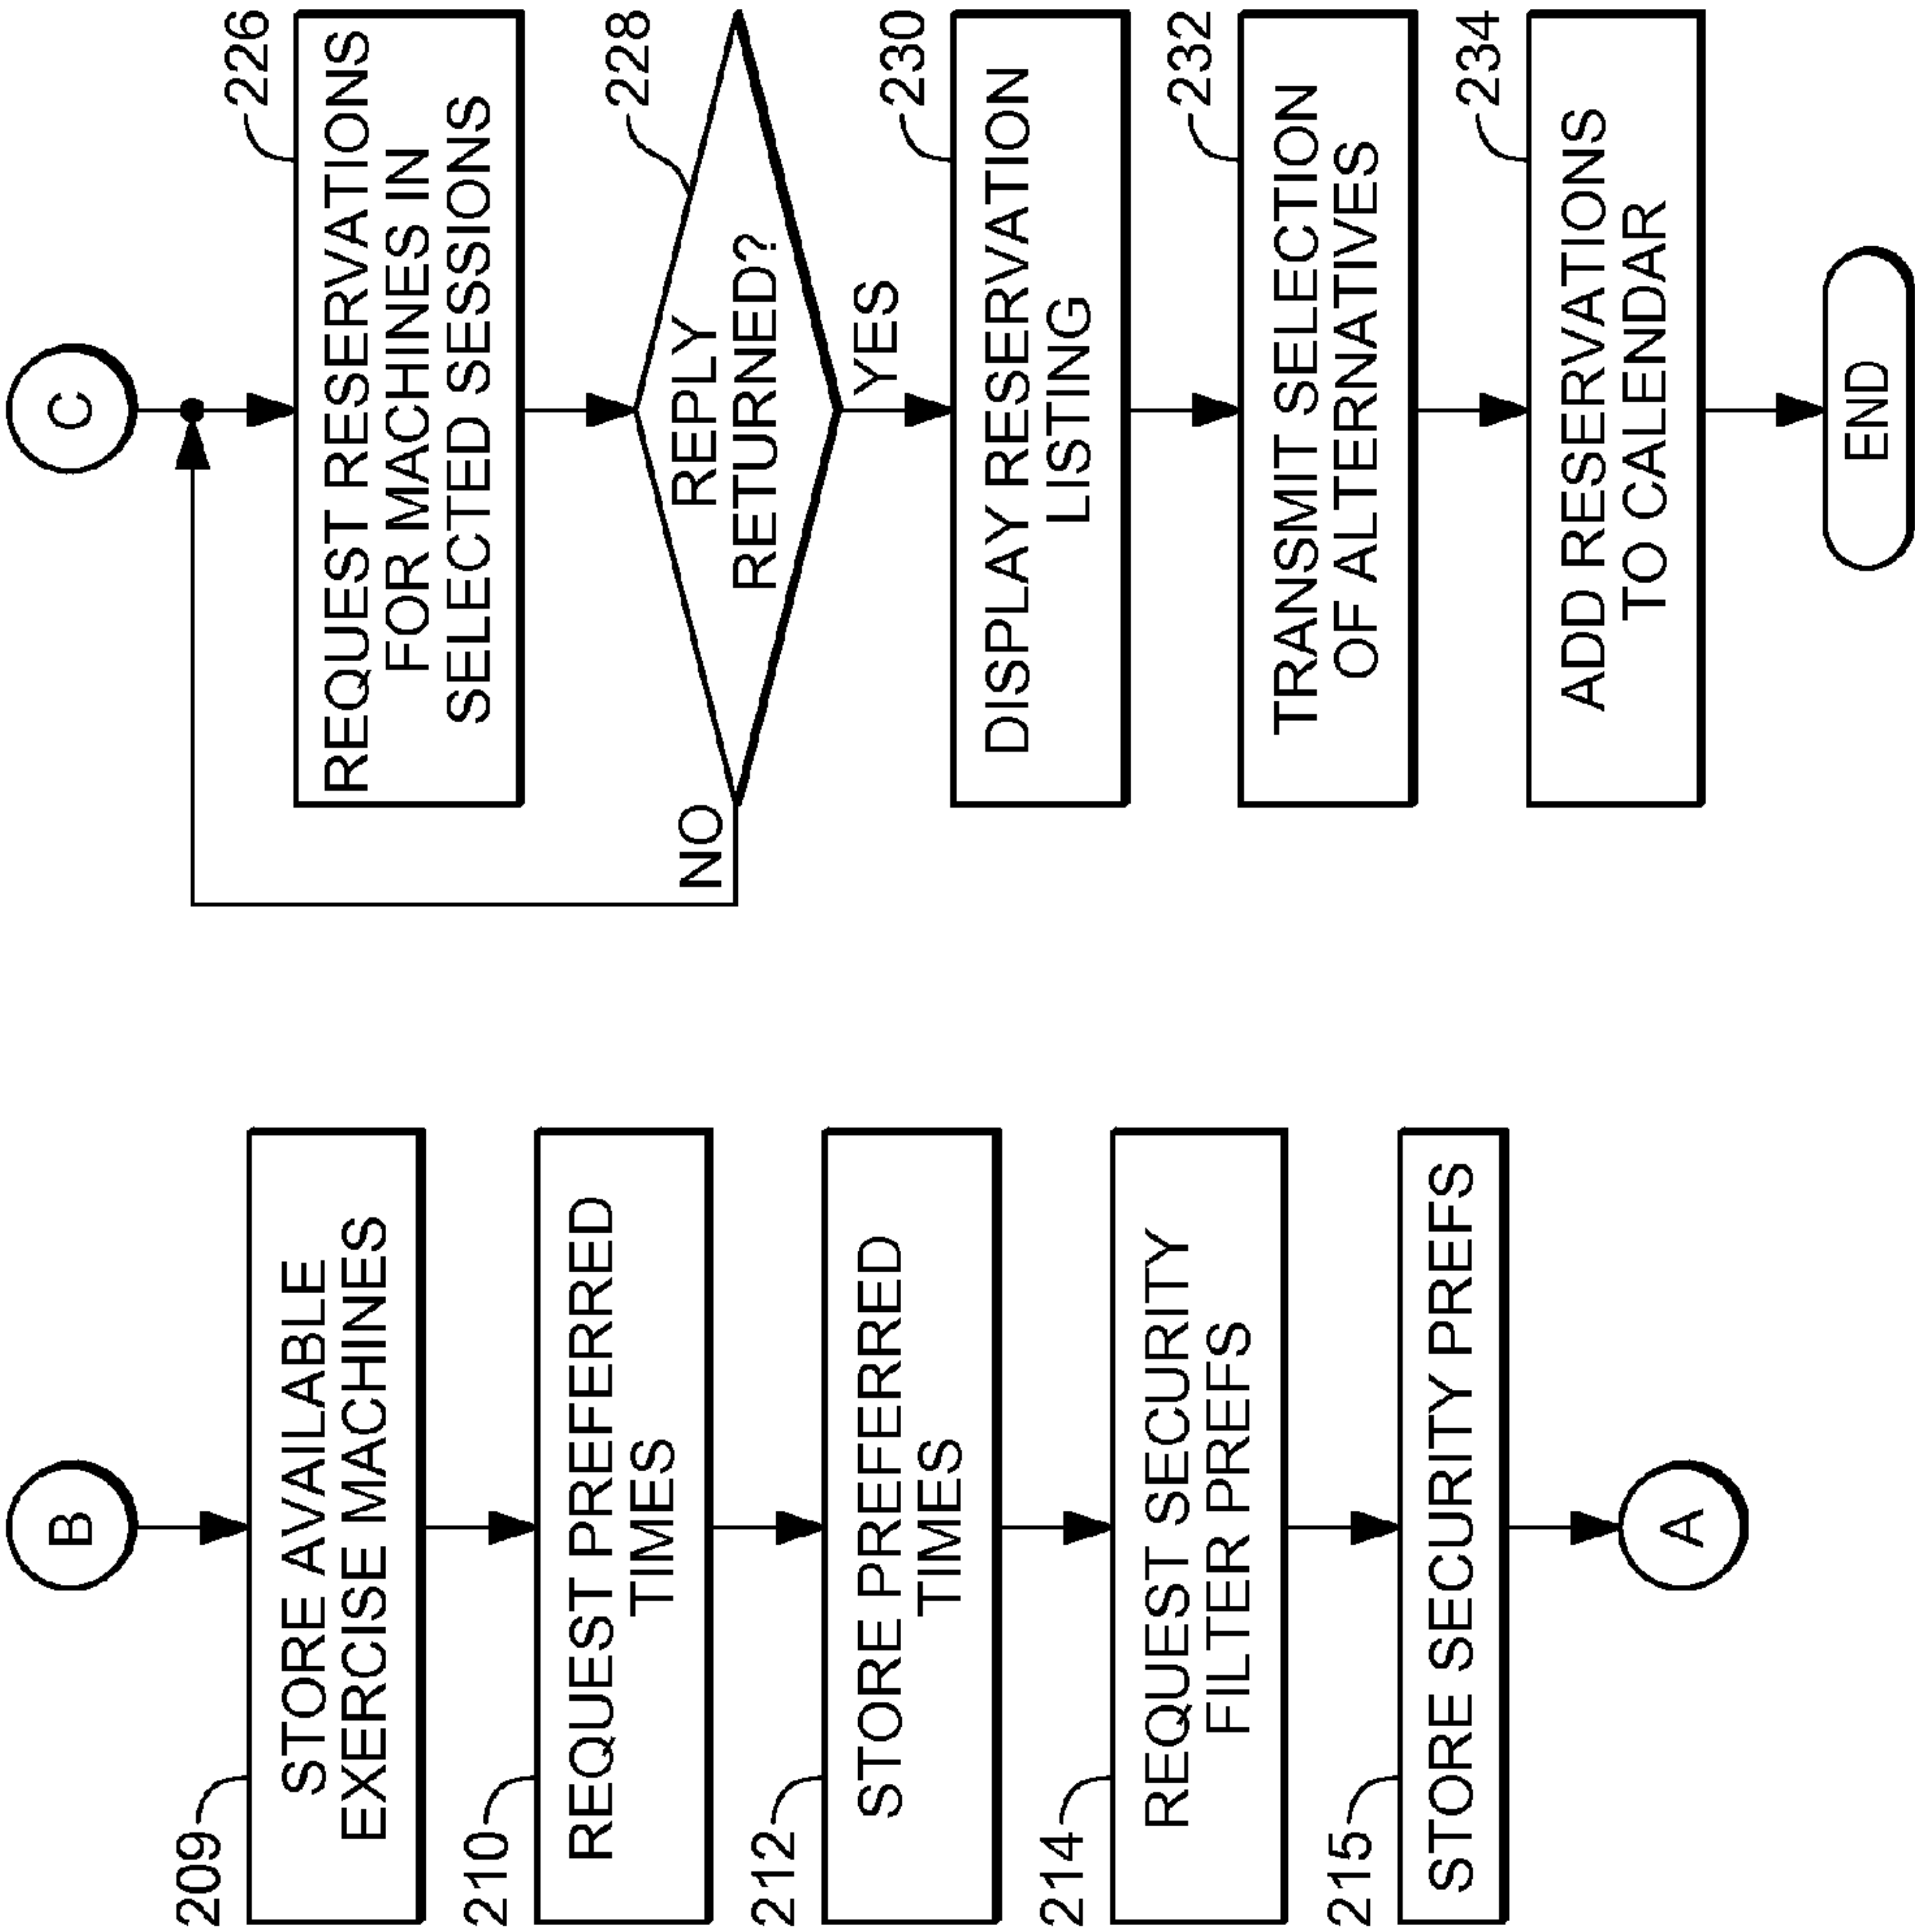 B
209
STORE AVAILABLE
EXERCISE MACHINES
210
REQUEST PREFERRED
TIMES
212
STORE PREFERRED
TIMES
214
REQUEST SECURITY
FILTER PREFS
215
STORE SECURITY PREFS
A
C
226
REQUEST RESERVATIONS
FOR MACHINES IN
SELECTED SESSIONS
228
REPLY
RETURNED?
NO
YES
230
DISPLAY RESERVATION
LISTING
232
TRANSMIT SELECTION
OF ALTERNATIVES
234
ADD RESERVATIONS
TO CALENDAR
END